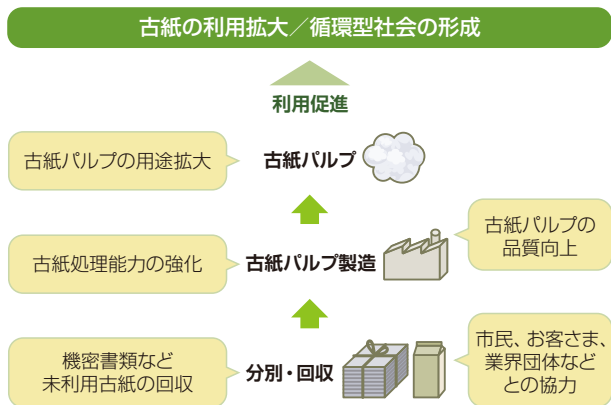 古紙の利用拡大／循環型社会の形成
利用促進
古紙パルプの用途拡大
古紙パルプ
古紙処理能力の強化
古紙パルプ製造
古紙パルプの
品質向上
機密書類など
未利用古紙の回収
分別・回収
市民、お客さま、
業界団体など
との協力